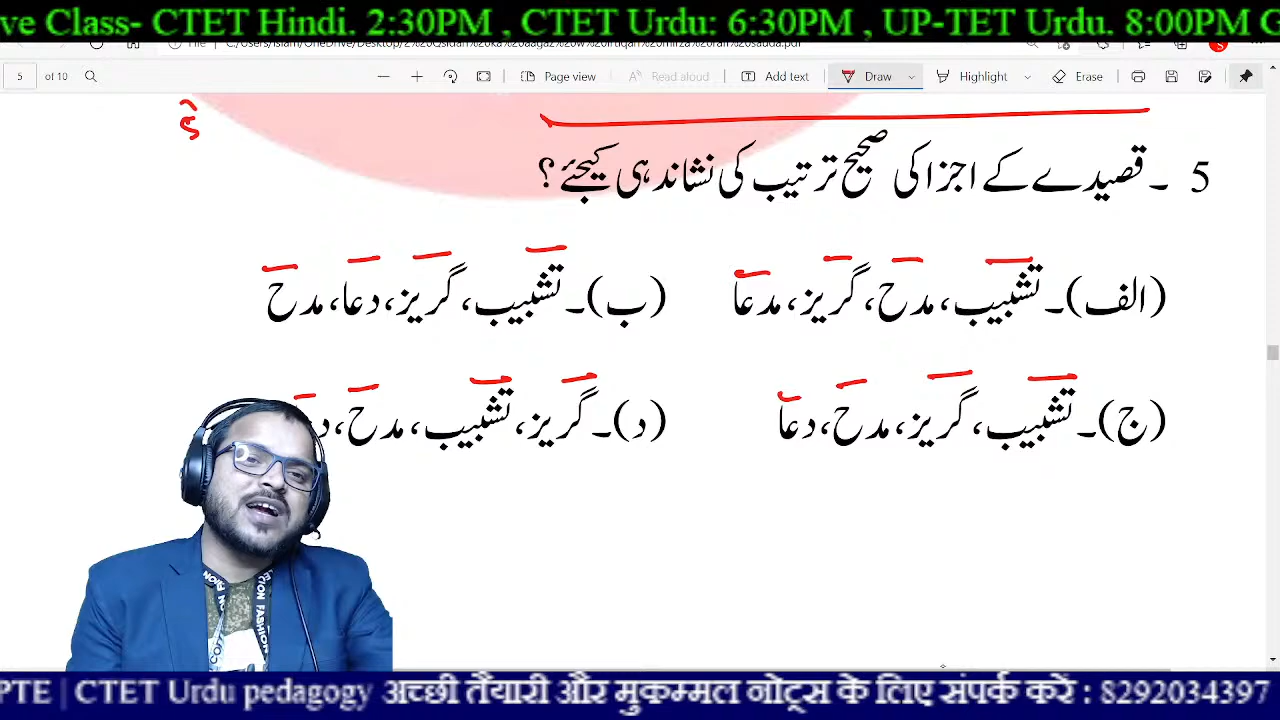 ve Class- CTET Hindi. 2:30PM , CTET Urdu: 6:30PM , UP-TET Urdu. 8:00PM
5 of 10 Page view Read aloud Add text Draw Highlight Erase
5 ۔ قصیدے کے اجزا کی صحیح ترتیب کی نشاندہی کیجئے؟
(الف)۔ تشبیب، مدح، گریز، مدعا (ب)۔ تشبیب، گریز، دعا، مدح
(ج)۔ تشبیب، گریز، مدح، دعا (د)۔ گریز، تشبیب، مدح،
PTE | CTET Urdu pedagogy अच्छी तैयारी और मुकम्मल नोट्स के लिए संपर्क करें : 8292034397